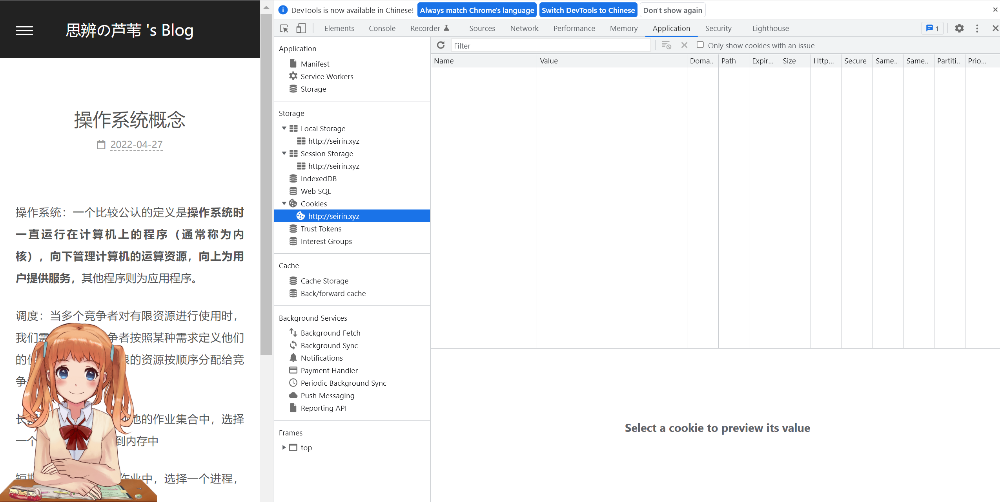 思辨の芦苇 's Blog
操作系统概念
2022-04-27
操作系统：一个比较公认的定义是操作系统时
一直运行在计算机上的程序（通常称为内
核），向下管理计算机的运算资源，向上为用
户提供服务，其他程序则为应用程序。
调度：当多个竞争者对有限资源进行使用时，
我们需 争者按照某种需求定义他们
的使 限的资源按顺序分配给竞
争
长 池的作业集合中，选择
一个 到内存中
短期 作业中，选择一个进程，
DevTools is now available in Chinese! Always match Chrome's language Switch DevTools to Chinese Don't show again
Elements Console Recorder Sources Network Performance Memory Application Security Lighthouse 1
Application
Manifest
Service Workers
Storage
Storage
Local Storage
http://seirin.xyz
Session Storage
http://seirin.xyz
IndexedDB
Web SQL
Cookies
http://seirin.xyz
Trust Tokens
Interest Groups
Cache
Cache Storage
Back/forward cache
Background Services
Background Fetch
Background Sync
Notifications
Payment Handler
Periodic Background Sync
Push Messaging
Reporting API
Frames
top
Filter Only show cookies with an issue
Name Value Doma.. Path Expir... Size Http... Secure Same.. Same.. Partiti.. Prio...
Select a cookie to preview its value